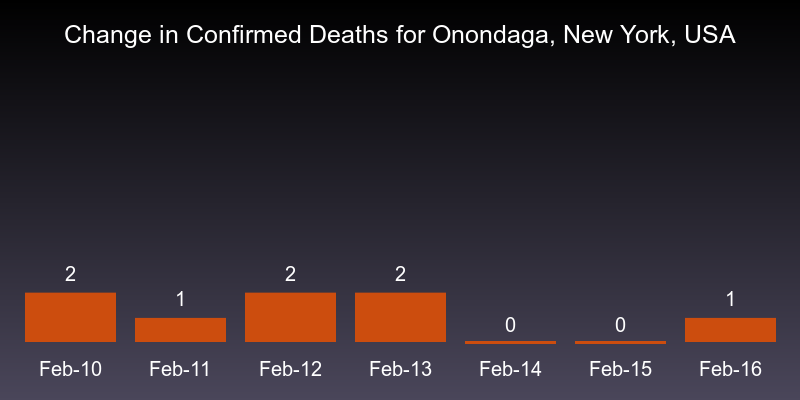 Change in Confirmed Deaths for Onondaga, New York, USA
2 1 2 2 0 0 1
Feb-10 Feb-11 Feb-12 Feb-13 Feb-14 Feb-15 Feb-16